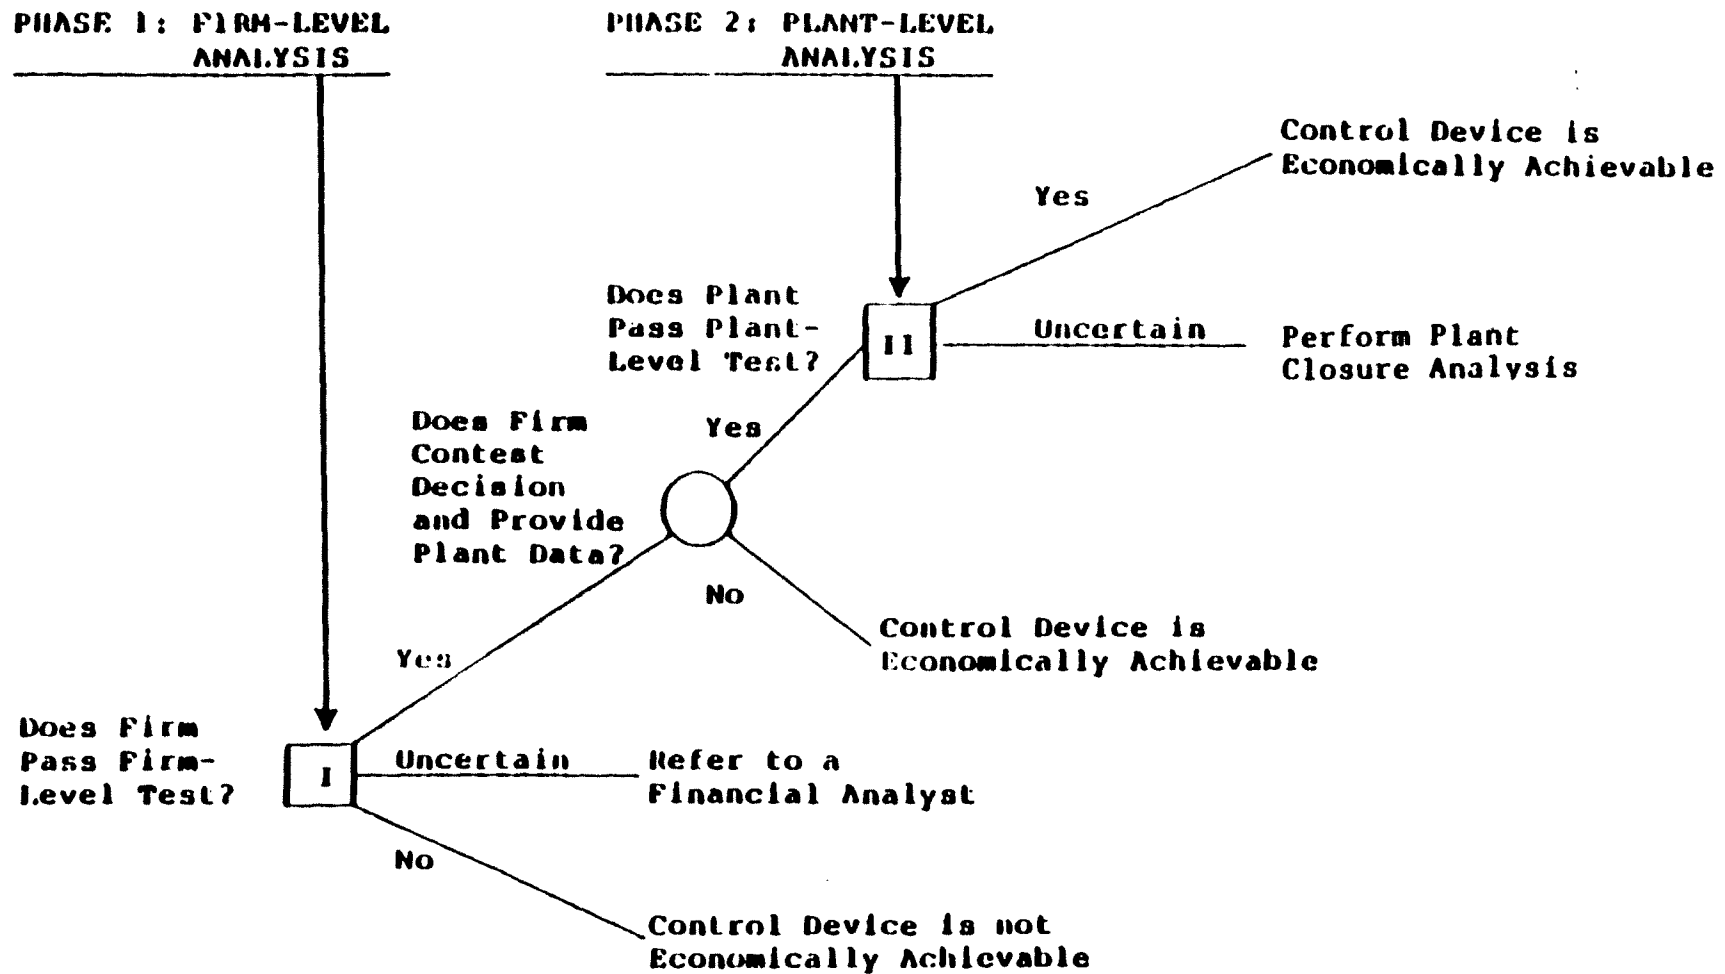 PHASE 1: FIRM-LEVEL
ANALYSIS
PHASE 2: PLANT-LEVEL
ANALYSIS
Control Device is
Economically Achievable
Yes
Does Plant
Pass Plant-
Level Test?
II
Uncertain
Perform Plant
Closure Analysis
Does Firm
Contest
Decision
and Provide
Plant Data?
Yes
No
Control Device is
Economically Achievable
Yes
Does Firm
Pass Firm-
Level Test?
I
Uncertain
Refer to a
Financial Analyst
No
Control Device is not
Economically Achievable